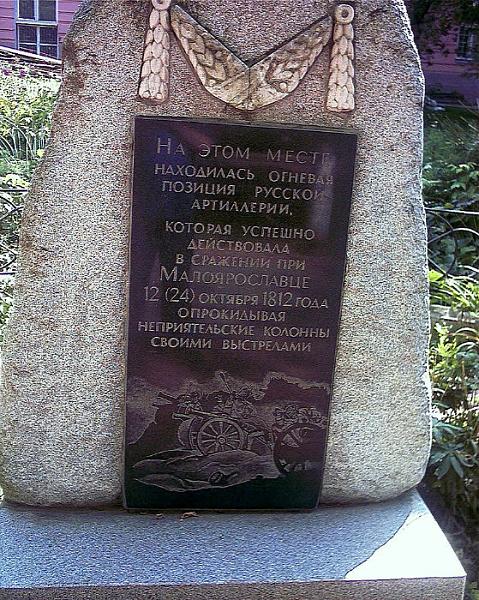 На этом месте
находилась огневая
позиция русской
артиллерии,
которая успешно
действовала
в сражении при
Малоярославце
12 (24) октября 1812 года
опрокидывая
неприятельские колонны
своими выстрелами